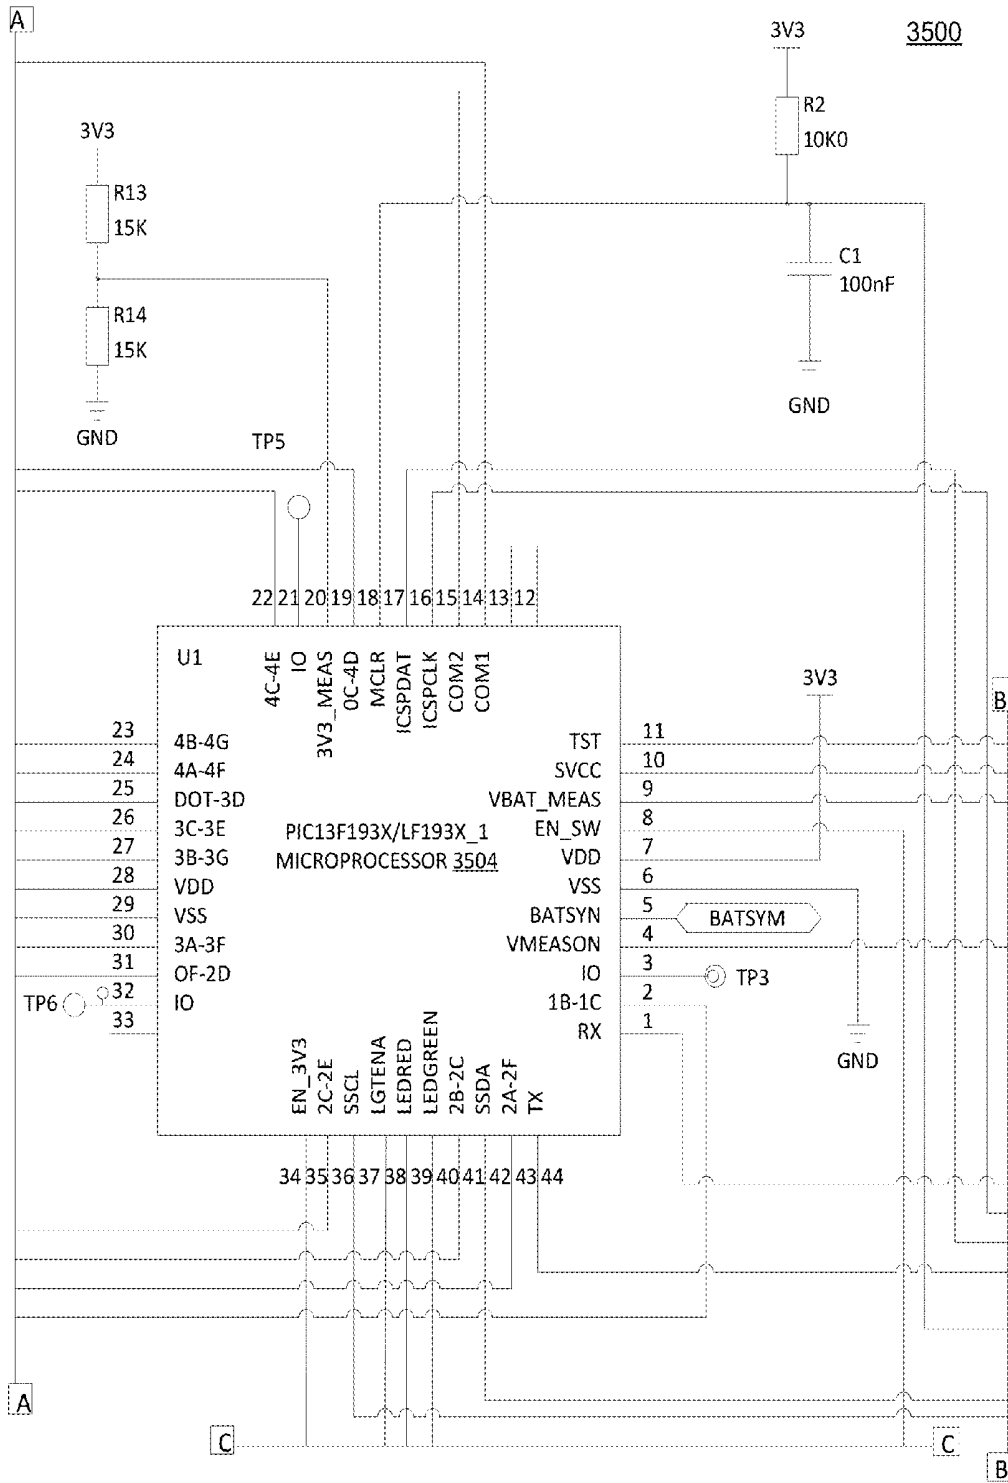 A
3V3
3500
R2
10K0
3V3
R13
15K
C1
100nF
R14
15K
GND
GND
TP5
22 21 20 19 18 17 16 15 14 13 12
U1
4C-4E
IO
3V3_MEAS
0C-4D
MCLR
ICSPDAT
ICSPCLK
COM2
COM1
3V3
B
23 4B-4G
24 4A-4F
25 DOT-3D
26 3C-3E
27 3B-3G
28 VDD
29 VSS
30 3A-3F
31 OF-2D
TP6 32 IO
33
PIC13F193X/LF193X_1
MICROPROCESSOR 3504
TST 11
SVCC 10
VBAT_MEAS 9
EN_SW 8
VDD 7
VSS 6
BATSYN 5 BATSYM
VMEASON 4
IO 3 TP3
1B-1C 2
RX 1
GND
EN_3V3
2C-2E
SSCL
LGTENA
LEDRED
LEDGREEN
2B-2C
SSDA
2A-2F
TX
34 35 36 37 38 39 40 41 42 43 44
A
C
C
B